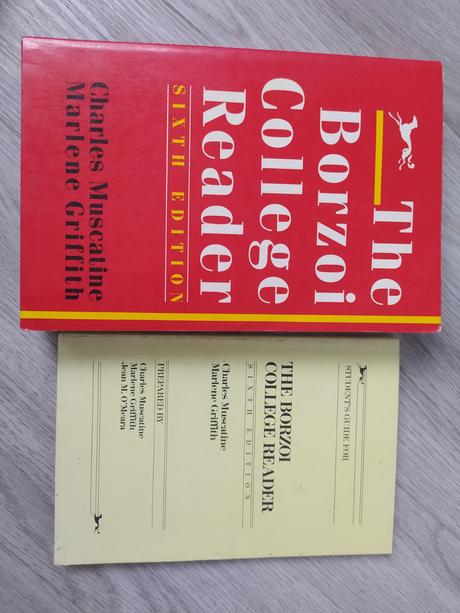 The
Borzoi
College
Reader
SIXTH EDITION
Charles Muscatine
Marlene Griffith
STUDENT'S GUIDE FOR
THE BORZOI
COLLEGE READER
SIXTH EDITION
Charles Muscatine
Marlene Griffith
PREPARED BY
Charles Muscatine
Marlene Griffith
Jean M. O'Meara